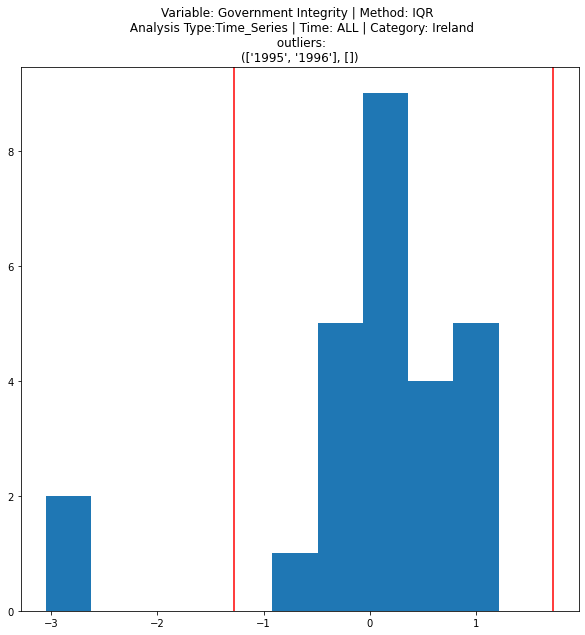 Variable: Government Integrity | Method: IQR
Analysis Type:Time_Series | Time: ALL | Category: Ireland
outliers:
(['1995', '1996'], [])
8
6
4
2
0
−3 −2 −1 0 1